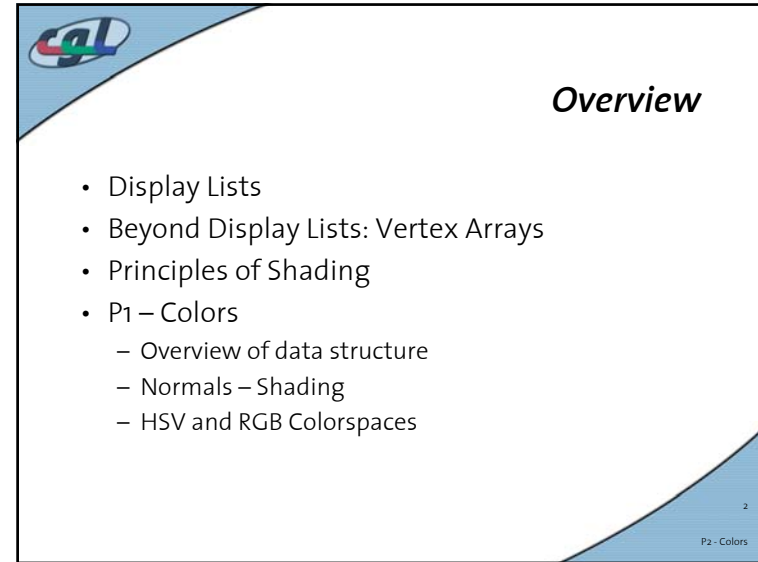 cgl
Overview
• Display Lists
• Beyond Display Lists: Vertex Arrays
• Principles of Shading
• P1 – Colors
– Overview of data structure
– Normals – Shading
– HSV and RGB Colorspaces
2
P2 - Colors